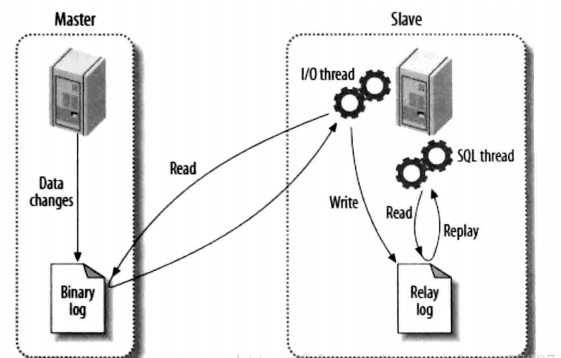 Master
Slave
I/O thread
SQL thread
Data
changes
Read
Write
Read
Replay
Binary
log
Relay
log